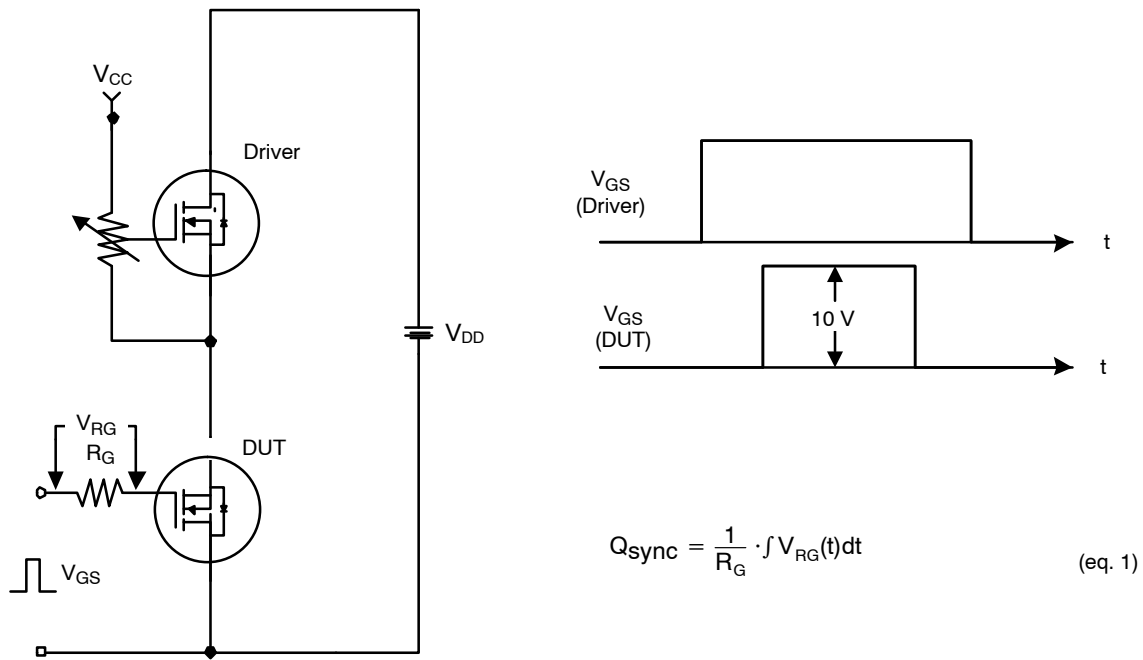 V_CC
Driver
V_DD
V_RG
R_G
DUT
V_GS
V_GS
(Driver)
t
10 V
V_GS
(DUT)
t
Q_sync = 1/R_G · ∫ V_RG(t)dt
(eq. 1)